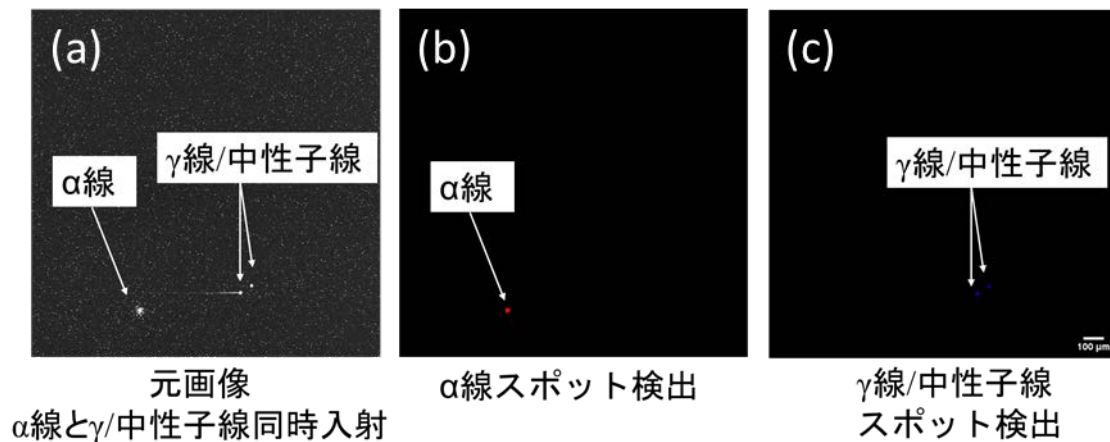 (a)
γ線/中性子線
α線
元画像
α線とγ/中性子線同時入射
(b)
α線
α線スポット検出
(c)
γ線/中性子線
100 μm
γ線/中性子線
スポット検出